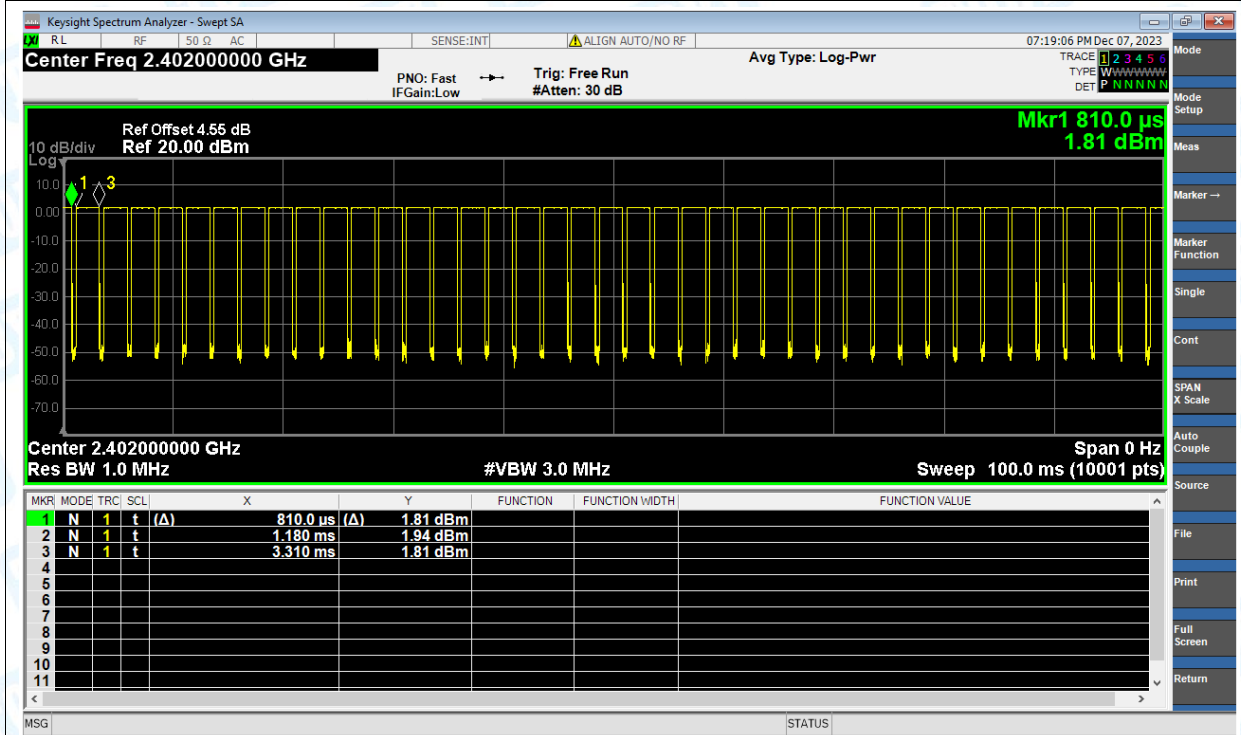 Keysight Spectrum Analyzer - Swept SA
LXI RL RF 50 Ω AC SENSE:INT ALIGN AUTO/NO RF 07:19:06 PM Dec 07, 2023
Center Freq 2.402000000 GHz
Avg Type: Log-Pwr
TRACE 1 2 3 4 5 6
TYPE WWWWWW
DET P NNNNN
PNO: Fast
IFGain:Low
Trig: Free Run
#Atten: 30 dB
Mkr1 810.0 µs
1.81 dBm
Ref Offset 4.55 dB
10 dB/div Ref 20.00 dBm
Log
1
3
10.0
0.00
-10.0
-20.0
-30.0
-40.0
-50.0
-60.0
-70.0
Center 2.402000000 GHz Span 0 Hz
Res BW 1.0 MHz #VBW 3.0 MHz Sweep 100.0 ms (10001 pts)
MKR MODE TRC SCL X Y FUNCTION FUNCTION WIDTH FUNCTION VALUE
1 N 1 t (Δ) 810.0 µs (Δ) 1.81 dBm
2 N 1 t 1.180 ms 1.94 dBm
3 N 1 t 3.310 ms 1.81 dBm
4
5
6
7
8
9
10
11
MSG STATUS
Mode
Mode Setup
Meas
Marker →
Marker Function
Single
Cont
SPAN X Scale
Auto Couple
Source
File
Print
Full Screen
Return